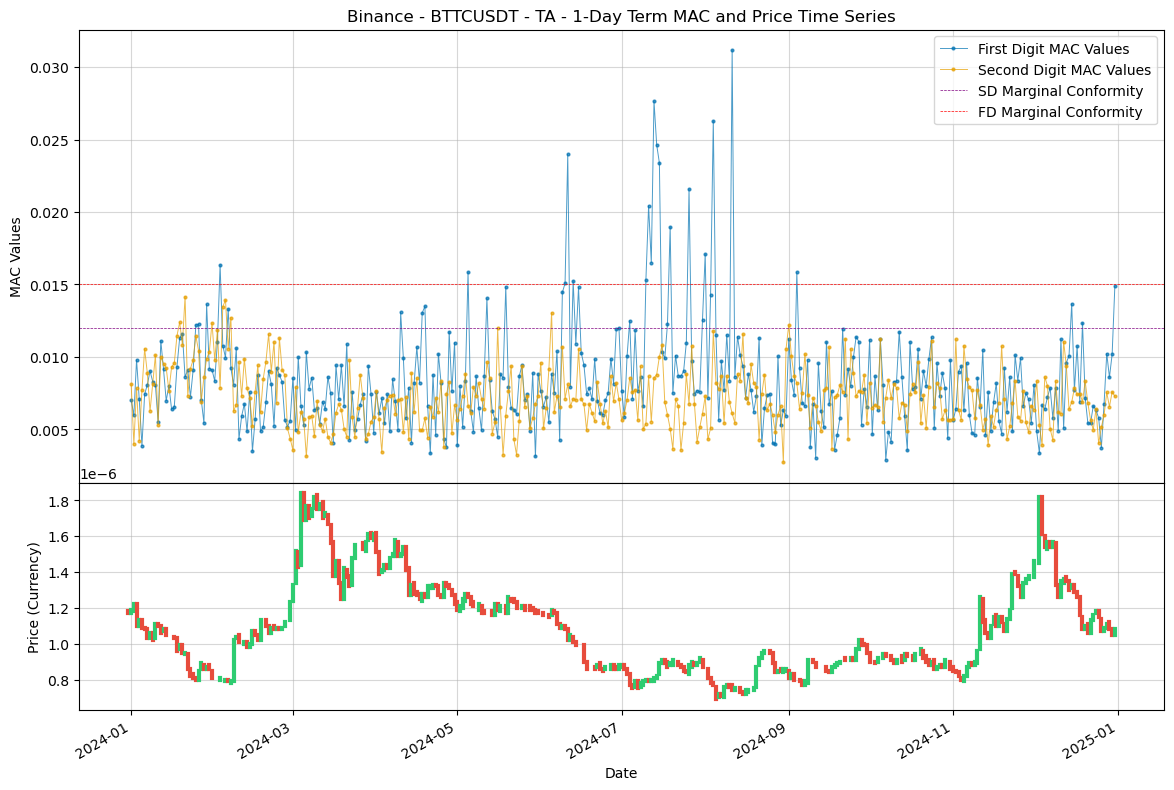 Binance - BTTCUSDT - TA - 1-Day Term MAC and Price Time Series
First Digit MAC Values
Second Digit MAC Values
SD Marginal Conformity
FD Marginal Conformity
MAC Values
0.030
0.025
0.020
0.015
0.010
0.005
1e−6
Price (Currency)
1.8
1.6
1.4
1.2
1.0
0.8
2024-01
2024-03
2024-05
2024-07
2024-09
2024-11
2025-01
Date